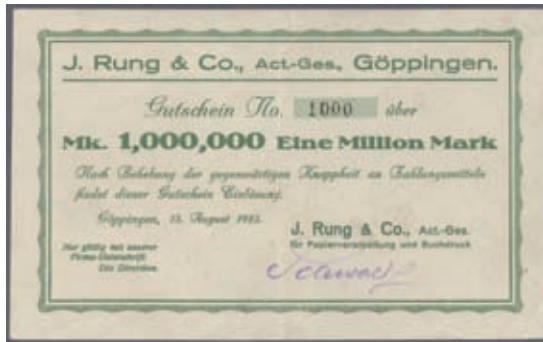 J. Rung & Co., Act.-Ges., Göppingen.
Gutschein No. 1000 über
Mk. 1,000,000 Eine Million Mark
Nach Behebung der gegenwärtigen Knappheit an Zahlungsmitteln
findet dieser Gutschein Einlösung.
Göppingen, 15. August 1923.
J. Rung & Co., Act.-Ges.
für Papierverarbeitung und Buchdruck
Nur gültig mit unserer
Firma-Unterschrift
Die Direktion.